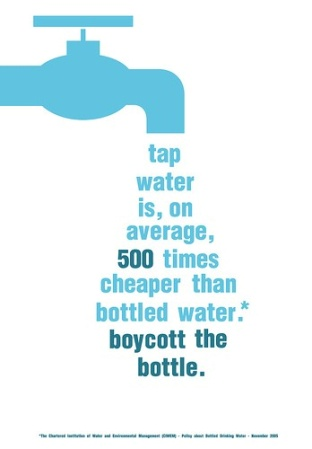 tap
water
is, on
average,
500 times
cheaper than
bottled water.*
boycott the
bottle.
*The Chartered Institution of Water and Environmental Management (CIWEM) - Policy about Bottled Drinking Water - November 2005